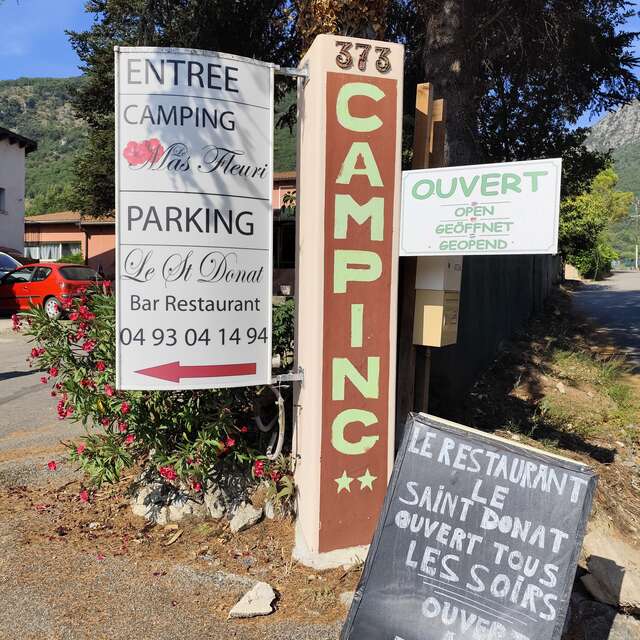 ENTREE
CAMPING
Mas Fleuri
PARKING
Le St Donat
Bar Restaurant
04 93 04 14 94
373
CAMPING
OUVERT
OPEN
GEÖFFNET
GEOPEND
LE RESTAURANT
LE
SAINT DONAT
OUVERT TOUS
LES SOIRS